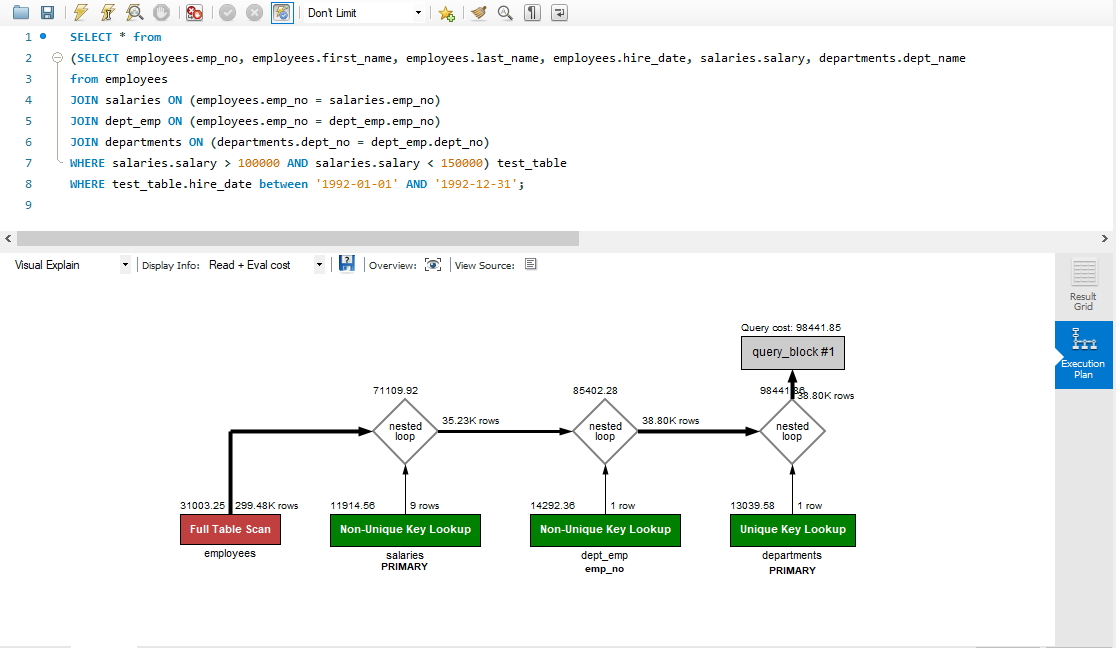 Don't Limit
1 SELECT * from
2 (SELECT employees.emp_no, employees.first_name, employees.last_name, employees.hire_date, salaries.salary, departments.dept_name
3 from employees
4 JOIN salaries ON (employees.emp_no = salaries.emp_no)
5 JOIN dept_emp ON (employees.emp_no = dept_emp.emp_no)
6 JOIN departments ON (departments.dept_no = dept_emp.dept_no)
7 WHERE salaries.salary > 100000 AND salaries.salary < 150000) test_table
8 WHERE test_table.hire_date between '1992-01-01' AND '1992-12-31';
9
Visual Explain Display Info: Read + Eval cost Overview: View Source:
Result
Grid
Execution
Plan
Query cost: 98441.85
query_block #1
71109.92 85402.28 98441.86 38.80K rows
nested
loop
35.23K rows
nested
loop
38.80K rows
nested
loop
31003.25 299.48K rows 11914.56 9 rows 14292.36 1 row 13039.58 1 row
Full Table Scan Non-Unique Key Lookup Non-Unique Key Lookup Unique Key Lookup
employees salaries dept_emp departments
PRIMARY emp_no PRIMARY